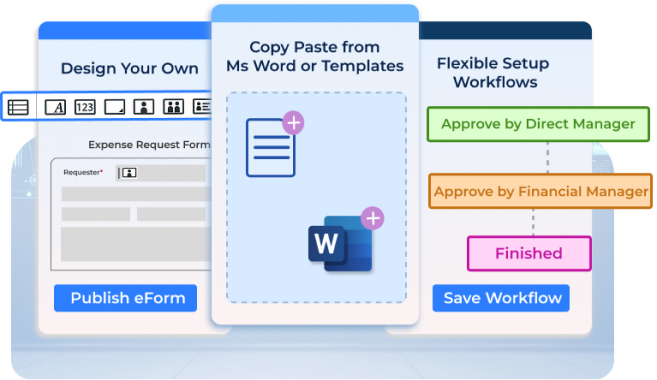 Design Your Own
A
123
Expense Request Form
Requester*
Publish eForm
Copy Paste from
Ms Word or Templates
W
Flexible Setup
Workflows
Approve by Direct Manager
Approve by Financial Manager
Finished
Save Workflow